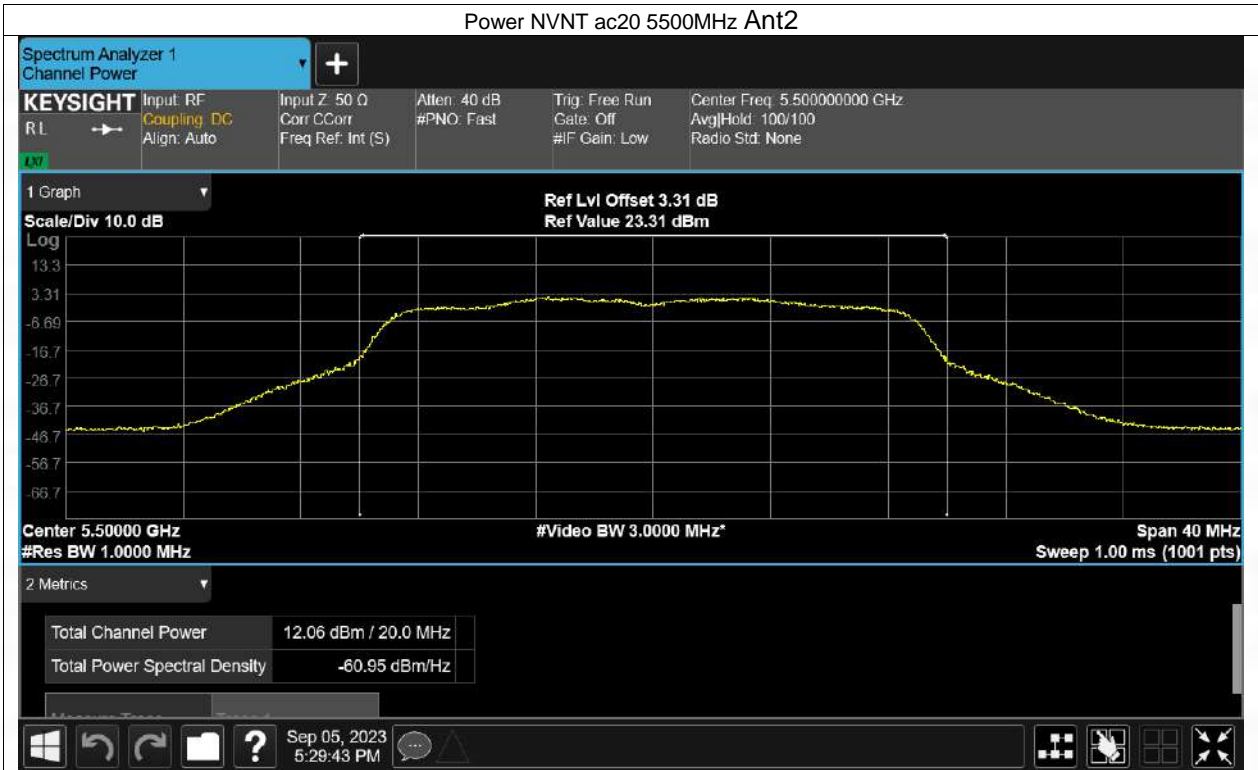 Power NVNT ac20 5500MHz Ant2
Spectrum Analyzer 1
Channel Power
KEYSIGHT
RL
LXI
Input: RF
Coupling: DC
Align: Auto
Input Z: 50 Ω
Corr CCorr
Freq Ref: Int (S)
Atten: 40 dB
#PNO: Fast
Trig: Free Run
Gate: Off
#IF Gain: Low
Center Freq: 5.500000000 GHz
Avg|Hold: 100/100
Radio Std: None
1 Graph
Scale/Div 10.0 dB
Ref Lvl Offset 3.31 dB
Ref Value 23.31 dBm
Log
13.3
3.31
-6.69
-16.7
-26.7
-36.7
-46.7
-56.7
-66.7
Center 5.50000 GHz
#Video BW 3.0000 MHz*
Span 40 MHz
#Res BW 1.0000 MHz
Sweep 1.00 ms (1001 pts)
2 Metrics
Total Channel Power 12.06 dBm / 20.0 MHz
Total Power Spectral Density -60.95 dBm/Hz
Sep 05, 2023
5:29:43 PM